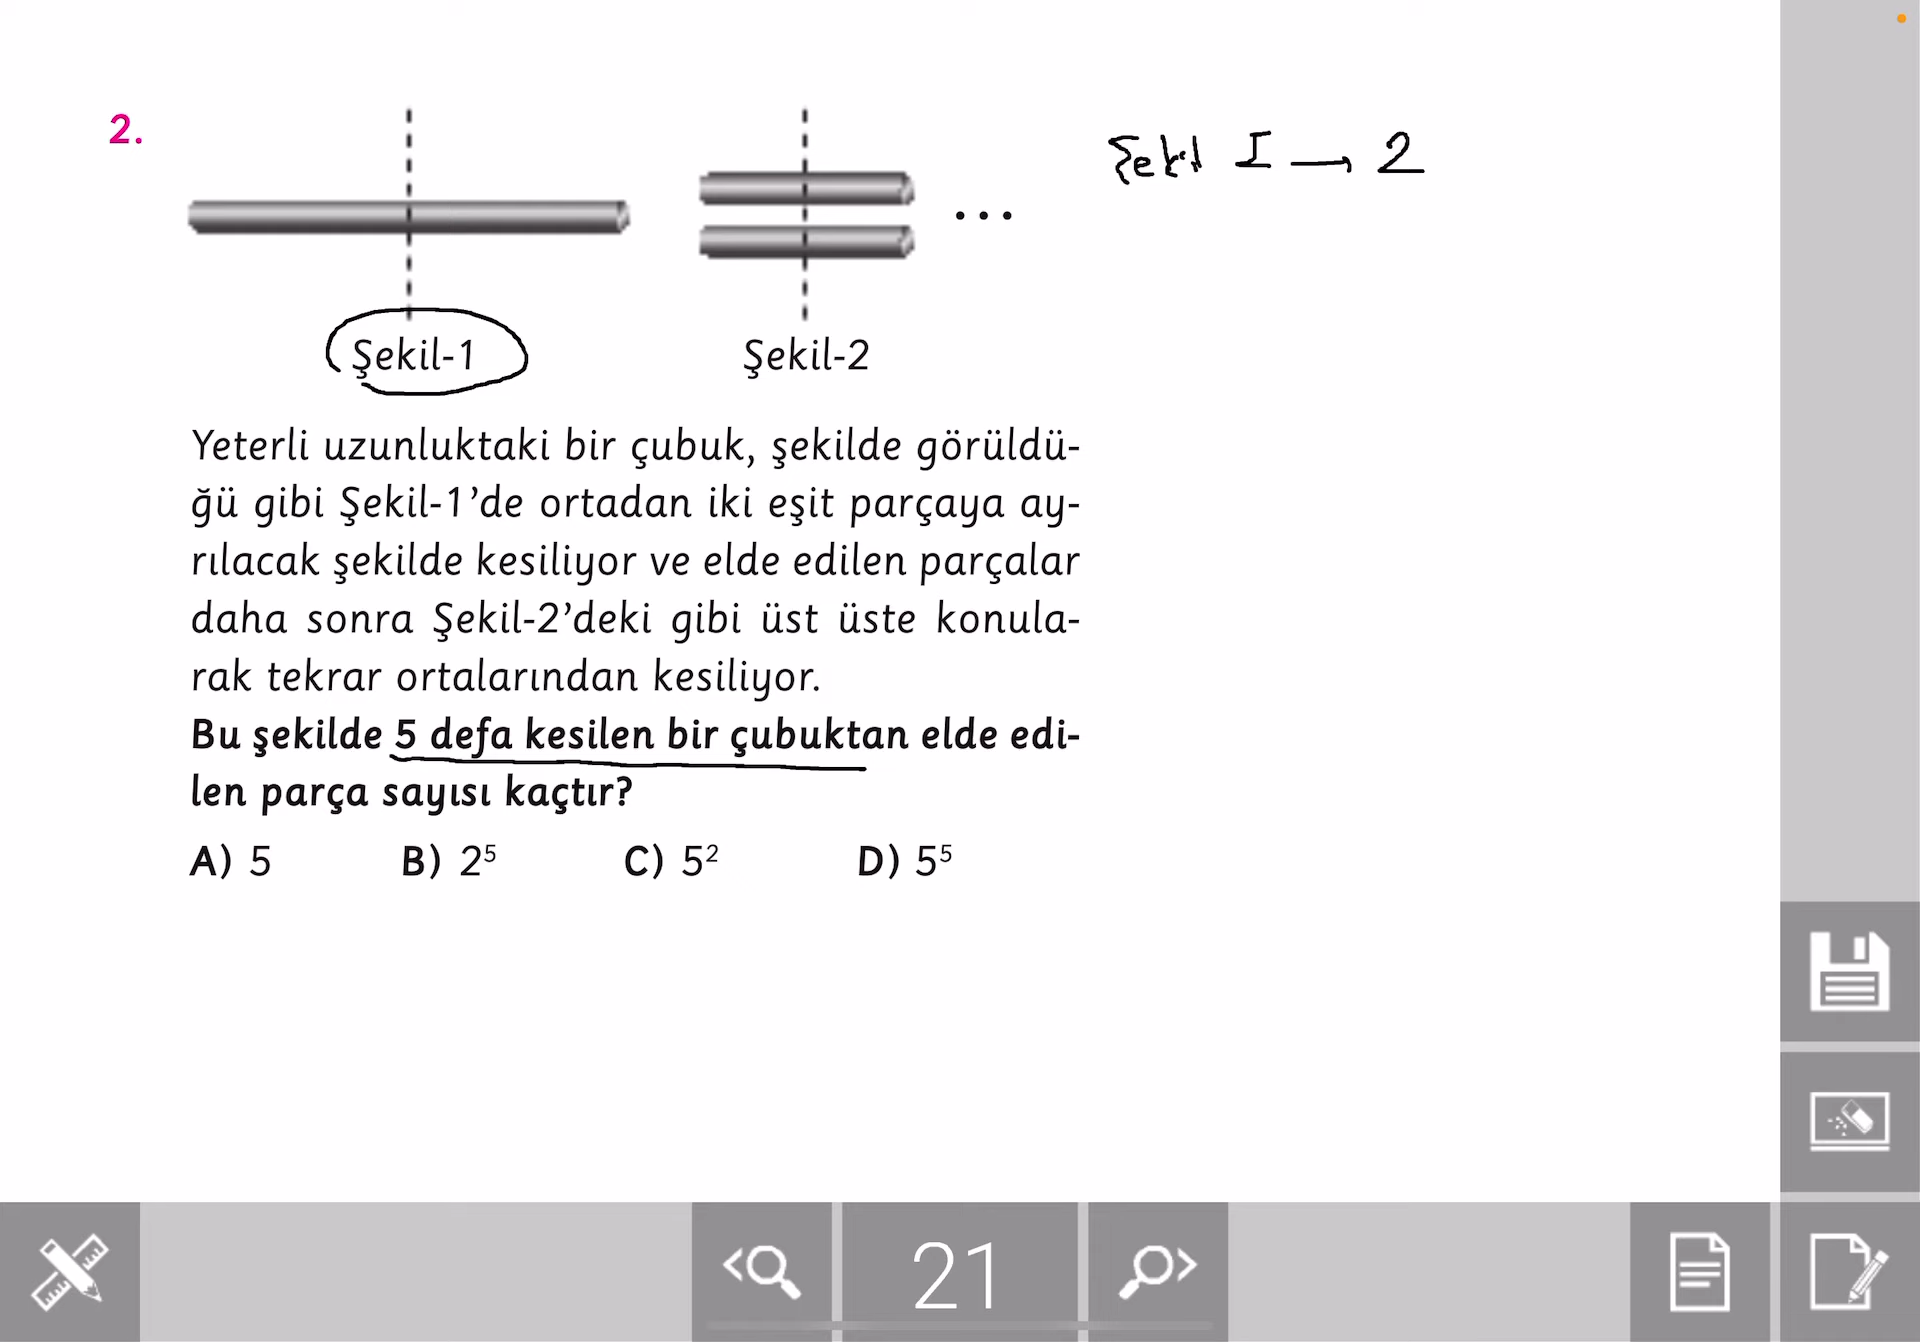 2.
Şekil I → 2
...
Şekil-1
Şekil-2
Yeterli uzunluktaki bir çubuk, şekilde görüldü-
ğü gibi Şekil-1’de ortadan iki eşit parçaya ay-
rılacak şekilde kesiliyor ve elde edilen parçalar
daha sonra Şekil-2’deki gibi üst üste konula-
rak tekrar ortalarından kesiliyor.
Bu şekilde 5 defa kesilen bir çubuktan elde edi-
len parça sayısı kaçtır?
A) 5 B) 2⁵ C) 5² D) 5⁵
21